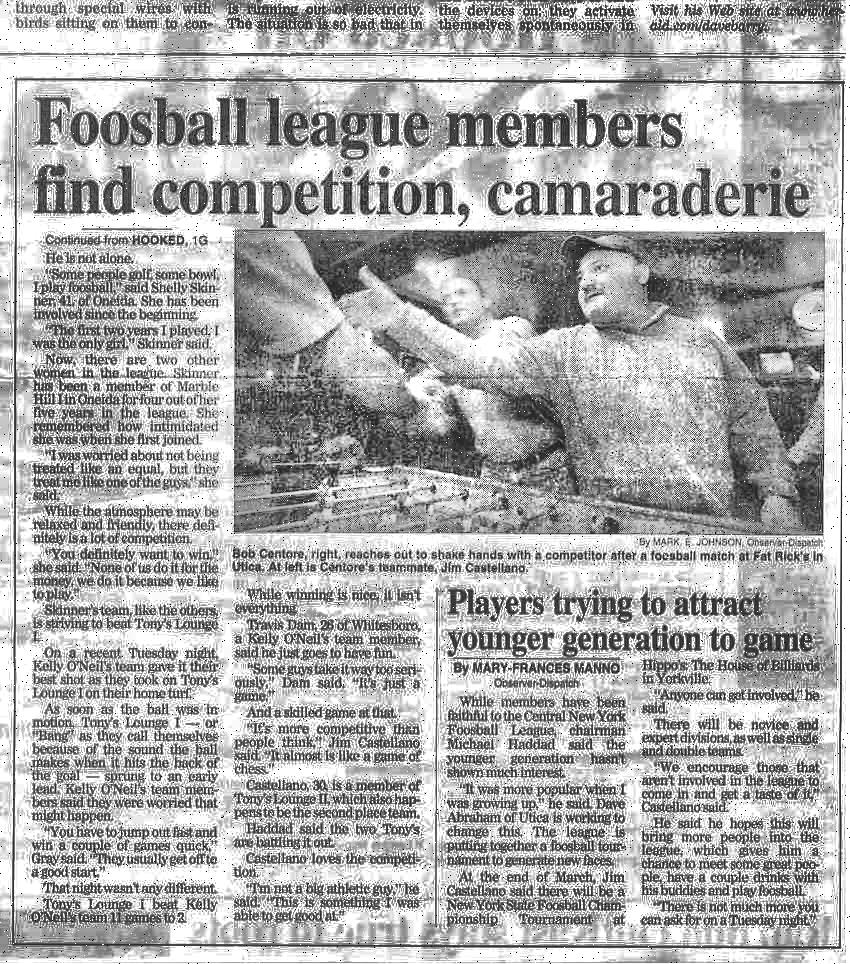 through special wires with
birds sitting on them to con-
is running out of electricity.
The situation is so bad that in
the devices on; they activate
themselves spontaneously in
Visit his Web site at
ald.com/davebarry.
Foosball league members
find competition, camaraderie
Continued from HOOKED, 1G
He is not alone.
"Some people golf, some bowl,
I play foosball," said Shelly Skin-
ner, 41, of Oneida. She has been
involved since the beginning.
"The first two years I played, I
was the only girl," Skinner said.
Now, there are two other
women in the league. Skinner
has been a member of Marble
Hill I in Oneida for four out of her
five years in the league. She
remembered how intimidated
she was when she first joined.
"I was worried about not being
treated like an equal, but they
treat me like one of the guys," she
said.
While the atmosphere may be
relaxed and friendly, there defi-
nitely is a lot of competition.
"You definitely want to win,"
she said. "None of us do it for the
money, we do it because we like
to play."
Skinner's team, like the others,
is striving to beat Tony's Lounge
I.
On a recent Tuesday night,
Kelly O'Neil's team gave it their
best shot as they took on Tony's
Lounge I on their home turf.
As soon as the ball was in
motion, Tony's Lounge I — or
"Bang" as they call themselves
because of the sound the ball
makes when it hits the back of
the goal — sprung to an early
lead. Kelly O'Neil's team mem-
bers said they were worried that
might happen.
"You have to jump out fast and
win a couple of games quick,"
Gray said. "They usually get off to
a good start."
That night wasn't any different.
Tony's Lounge I beat Kelly
O'Neil's team 11 games to 2.
By MARK E. JOHNSON, Observer-Dispatch
Bob Centore, right, reaches out to shake hands with a competitor after a foosball match at Fat Rick's in
Utica. At left is Centore's teammate, Jim Castellano.
While winning is nice, it isn't
everything.
Travis Dam, 26 of Whitesboro,
a Kelly O'Neil's team member,
said he just goes to have fun.
"Some guys take it way too seri-
ously," Dam said. "It's just a
game."
And a skilled game at that.
"It's more competitive than
people think," Jim Castellano
said. "It almost is like a game of
chess."
Castellano, 30, is a member of
Tony's Lounge II, which also hap-
pens to be the second place team.
Haddad said the two Tony's
are battling it out.
Castellano loves the competi-
tion.
"I'm not a big athletic guy," he
said. "This is something I was
able to get good at."
Players trying to attract
younger generation to game
By MARY-FRANCES MANNO
Observer-Dispatch
While members have been
faithful to the Central New York
Foosball League, chairman
Michael Haddad said the
younger generation hasn't
shown much interest.
"It was more popular when I
was growing up," he said. Dave
Abraham of Utica is working to
change this. The league is
putting together a foosball tour-
nament to generate new faces.
At the end of March, Jim
Castellano said there will be a
New York State Foosball Cham-
pionship Tournament at
Hippo's The House of Billiards
in Yorkville.
"Anyone can get involved," he
said.
There will be novice and
expert divisions, as well as single
and double teams.
"We encourage those that
aren't involved in the league to
come in and get a taste of it,"
Castellano said.
He said he hopes this will
bring more people into the
league, which gives him a
chance to meet some great peo-
ple, have a couple drinks with
his buddies and play foosball.
"There is not much more you
can ask for on a Tuesday night."